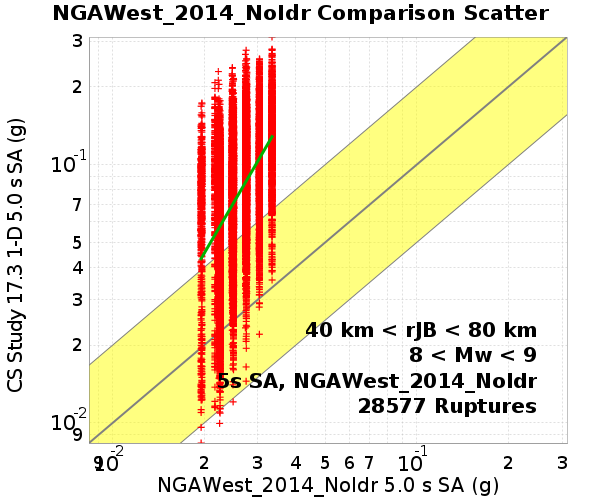 NGAWest_2014_NoIdr Comparison Scatter
CS Study 17.3 1-D 5.0 s SA (g)
3
2
10-1
7
5
4
3
2
10-2
9
40 km < rJB < 80 km
8 < Mw < 9
5s SA, NGAWest_2014_NoIdr
28577 Ruptures
9 10-2 2 3 4 5 6 7 10-1 2 3
NGAWest_2014_NoIdr 5.0 s SA (g)